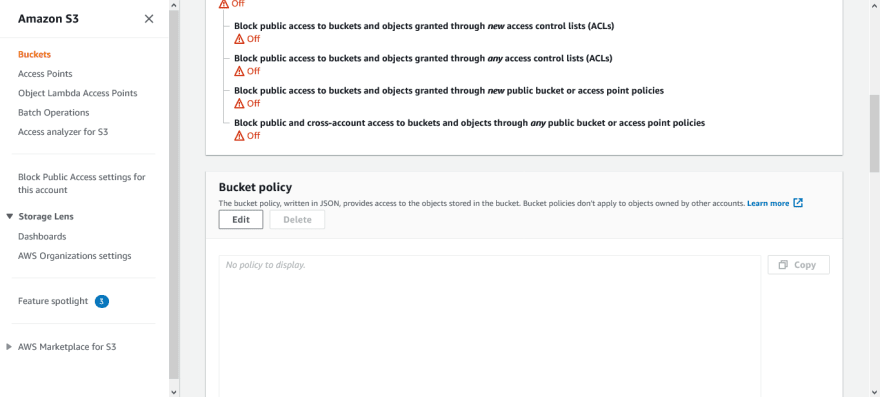 Amazon S3
Buckets
Access Points
Object Lambda Access Points
Batch Operations
Access analyzer for S3
Block Public Access settings for
this account
Storage Lens
Dashboards
AWS Organizations settings
Feature spotlight 3
AWS Marketplace for S3
Off
Block public access to buckets and objects granted through new access control lists (ACLs)
Off
Block public access to buckets and objects granted through any access control lists (ACLs)
Off
Block public access to buckets and objects granted through new public bucket or access point policies
Off
Block public and cross-account access to buckets and objects through any public bucket or access point policies
Off
Bucket policy
The bucket policy, written in JSON, provides access to the objects stored in the bucket. Bucket policies don't apply to objects owned by other accounts. Learn more
Edit Delete
No policy to display.
Copy